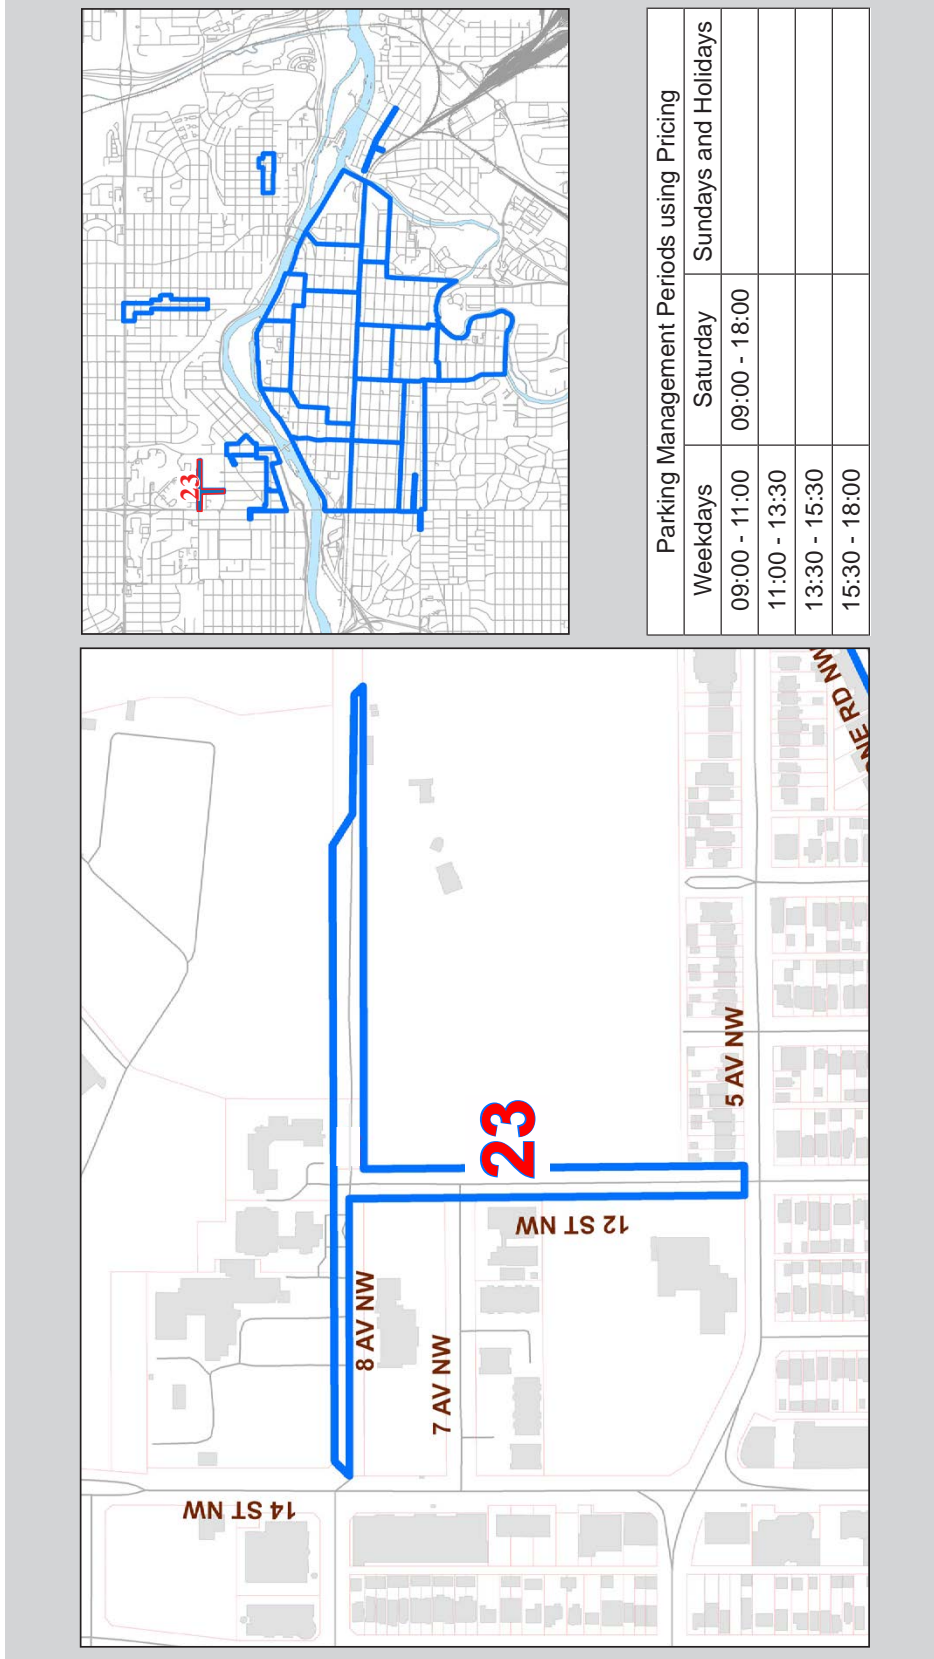 23
Parking Management Periods using Pricing
Weekdays Saturday Sundays and Holidays
09:00 - 11:00 09:00 - 18:00
11:00 - 13:30
13:30 - 15:30
15:30 - 18:00
14 ST NW
8 AV NW
7 AV NW
12 ST NW
23
5 AV NW
RD NW